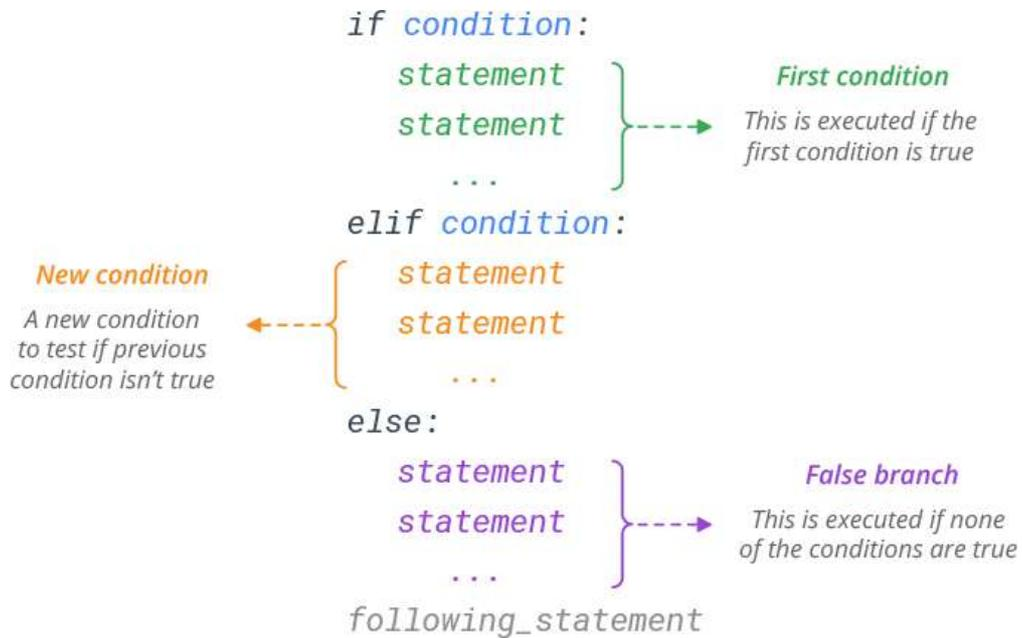 if condition:
statement
statement
...
First condition
This is executed if the
first condition is true
elif condition:
statement
statement
...
New condition
A new condition
to test if previous
condition isn't true
else:
statement
statement
...
False branch
This is executed if none
of the conditions are true
following_statement